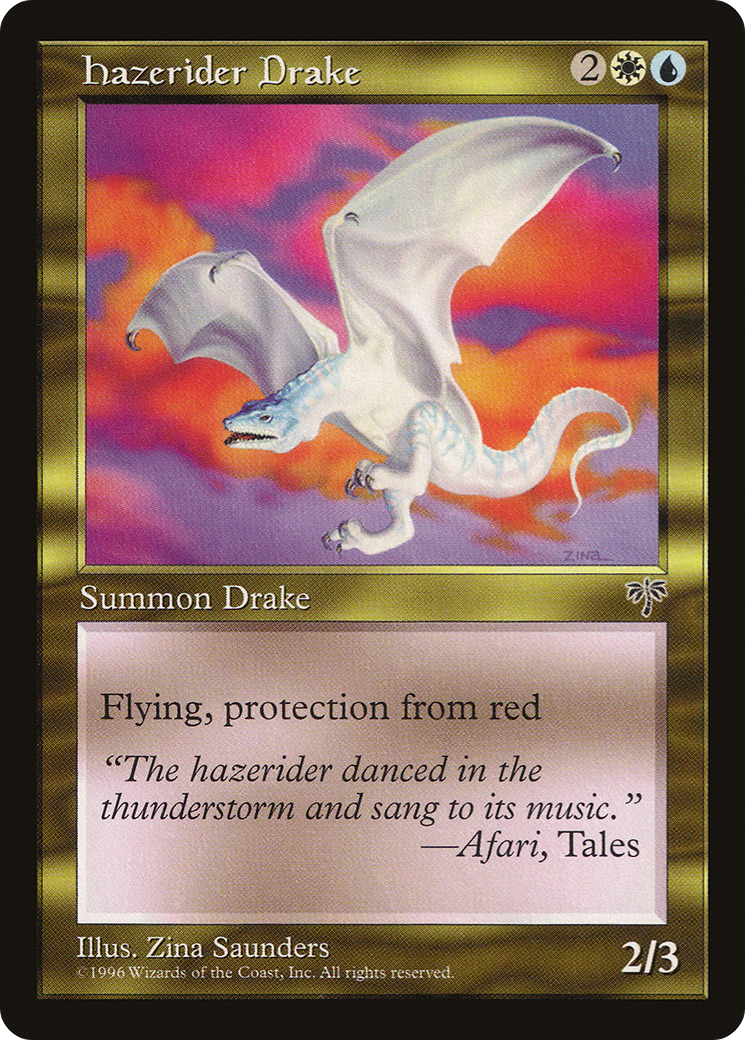 Hazerider Drake 2
ZINA
Summon Drake
Flying, protection from red
“The hazerider danced in the
thunderstorm and sang to its music.”
—Afari, Tales
Illus. Zina Saunders
2/3
©1996 Wizards of the Coast, Inc. All rights reserved.